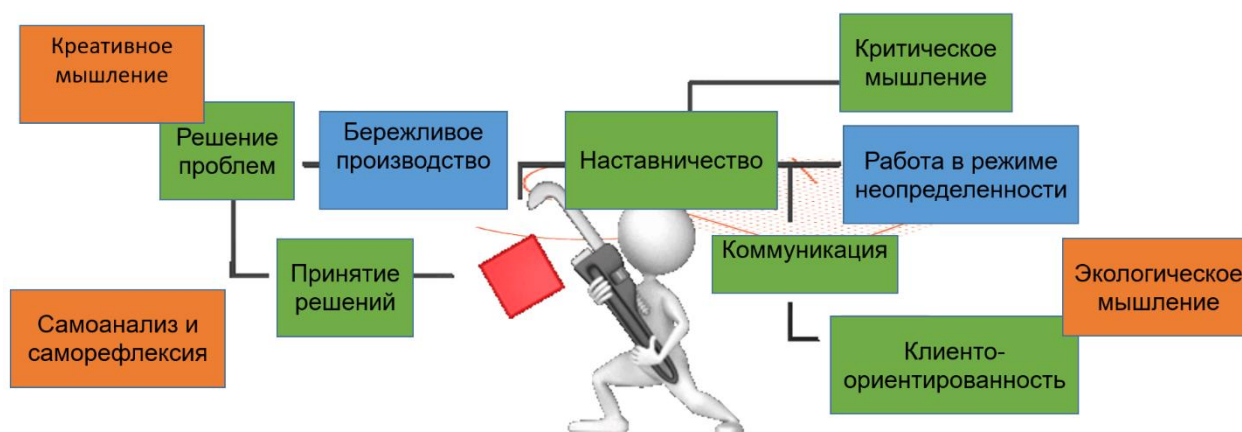 Креативное
мышление
Решение
проблем
Бережливое
производство
Наставничество
Критическое
мышление
Работа в режиме
неопределенности
Принятие
решений
Коммуникация
Экологическое
мышление
Самоанализ и
саморефлексия
Клиенто-
ориентированность